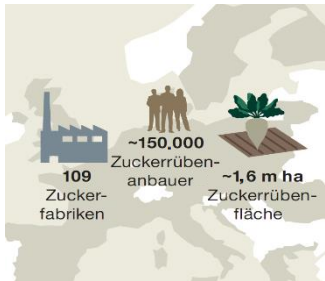 109
Zucker-
fabriken
~150.000
Zuckerrüben-
anbauer
~1,6 m ha
Zuckerrüben-
fläche